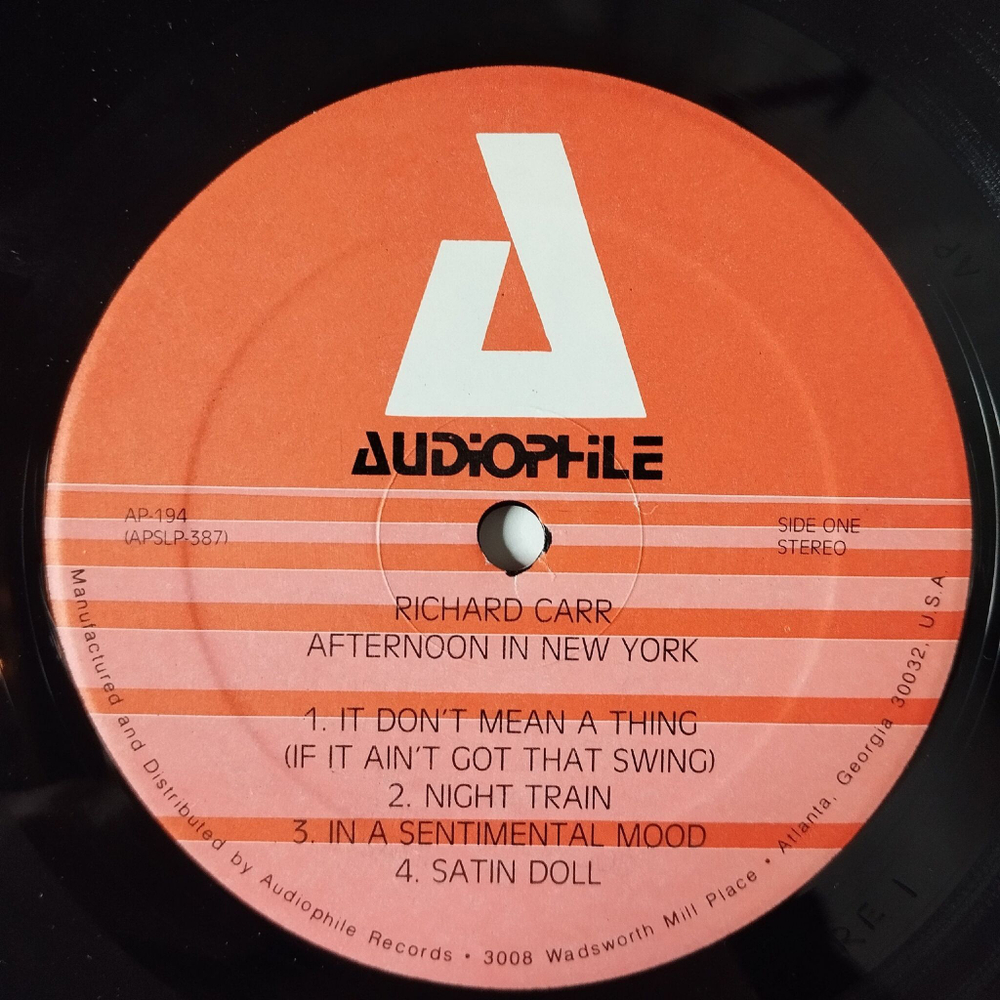 AUDIOPHILE
AP-194
(APSLP-387)
SIDE ONE
STEREO
RICHARD CARR
AFTERNOON IN NEW YORK
1. IT DON'T MEAN A THING
(IF IT AIN'T GOT THAT SWING)
2. NIGHT TRAIN
3. IN A SENTIMENTAL MOOD
4. SATIN DOLL
Manufactured and Distributed by Audiophile Records • 3008 Wadsworth Mill Place • Atlanta, Georgia 30032, U.S.A.
RE 1